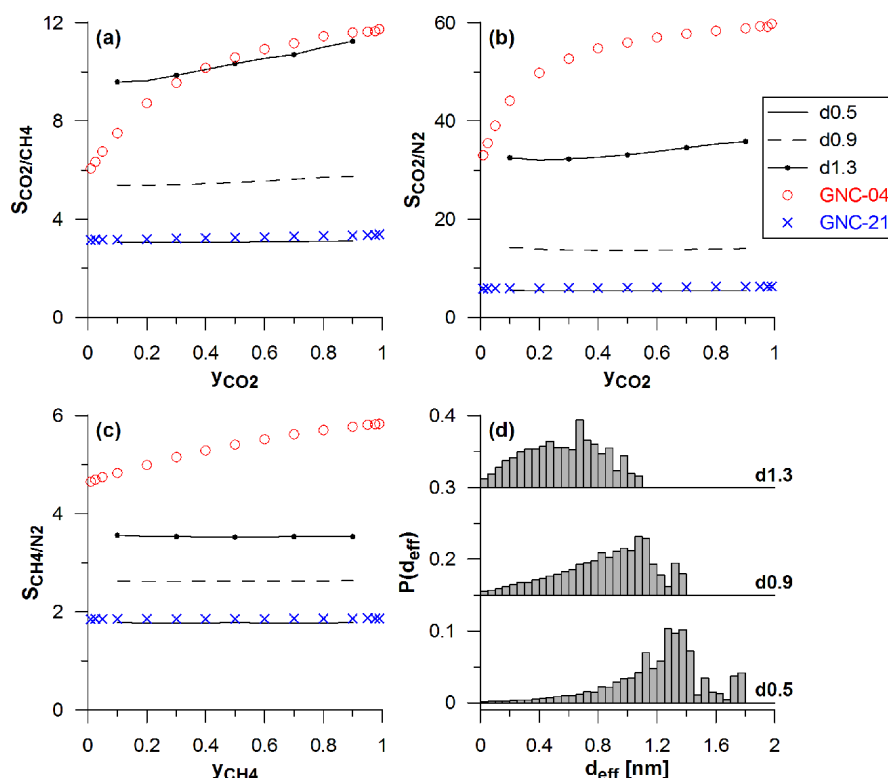 (a)
12
8
4
0
S_CO2/CH4
0 0.2 0.4 0.6 0.8 1
y_CO2
(b)
60
40
20
0
S_CO2/N2
0 0.2 0.4 0.6 0.8 1
y_CO2
d0.5
d0.9
d1.3
GNC-04
GNC-21
(c)
6
4
2
0
S_CH4/N2
0 0.2 0.4 0.6 0.8 1
y_CH4
(d)
0.4
0.3
0.2
0.1
0
P(d_eff)
d1.3
d0.9
d0.5
0 0.4 0.8 1.2 1.6 2
d_eff [nm]